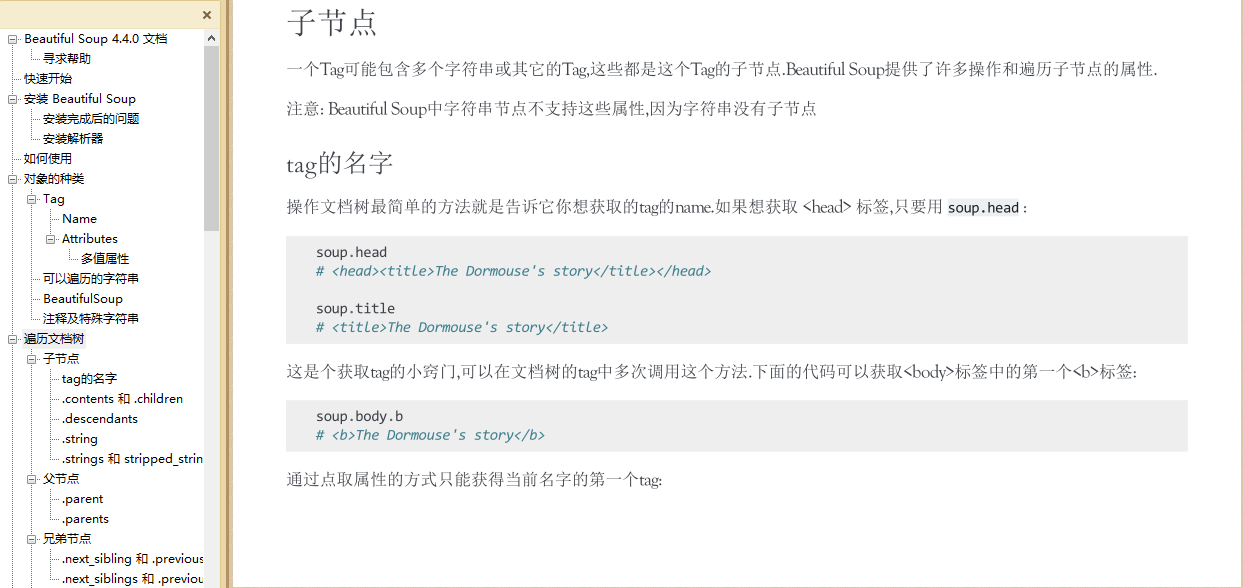 Beautiful Soup 4.4.0 文档
寻求帮助
快速开始
安装 Beautiful Soup
安装完成后的问题
安装解析器
如何使用
对象的种类
Tag
Name
Attributes
多值属性
可以遍历的字符串
BeautifulSoup
注释及特殊字符串
遍历文档树
子节点
tag的名字
.contents 和 .children
.descendants
.string
.strings 和 stripped_strin
父节点
.parent
.parents
兄弟节点
.next_sibling 和 .previous
.next_siblings 和 .previou
子节点
一个Tag可能包含多个字符串或其它的Tag,这些都是这个Tag的子节点.Beautiful Soup提供了许多操作和遍历子节点的属性.
注意: Beautiful Soup中字符串节点不支持这些属性,因为字符串没有子节点
tag的名字
操作文档树最简单的方法就是告诉它你想获取的tag的name.如果想获取 <head> 标签,只要用 soup.head :
soup.head
# <head><title>The Dormouse's story</title></head>
soup.title
# <title>The Dormouse's story</title>
这是个获取tag的小窍门,可以在文档树的tag中多次调用这个方法.下面的代码可以获取<body>标签中的第一个<b>标签:
soup.body.b
# <b>The Dormouse's story</b>
通过点取属性的方式只能获得当前名字的第一个tag: